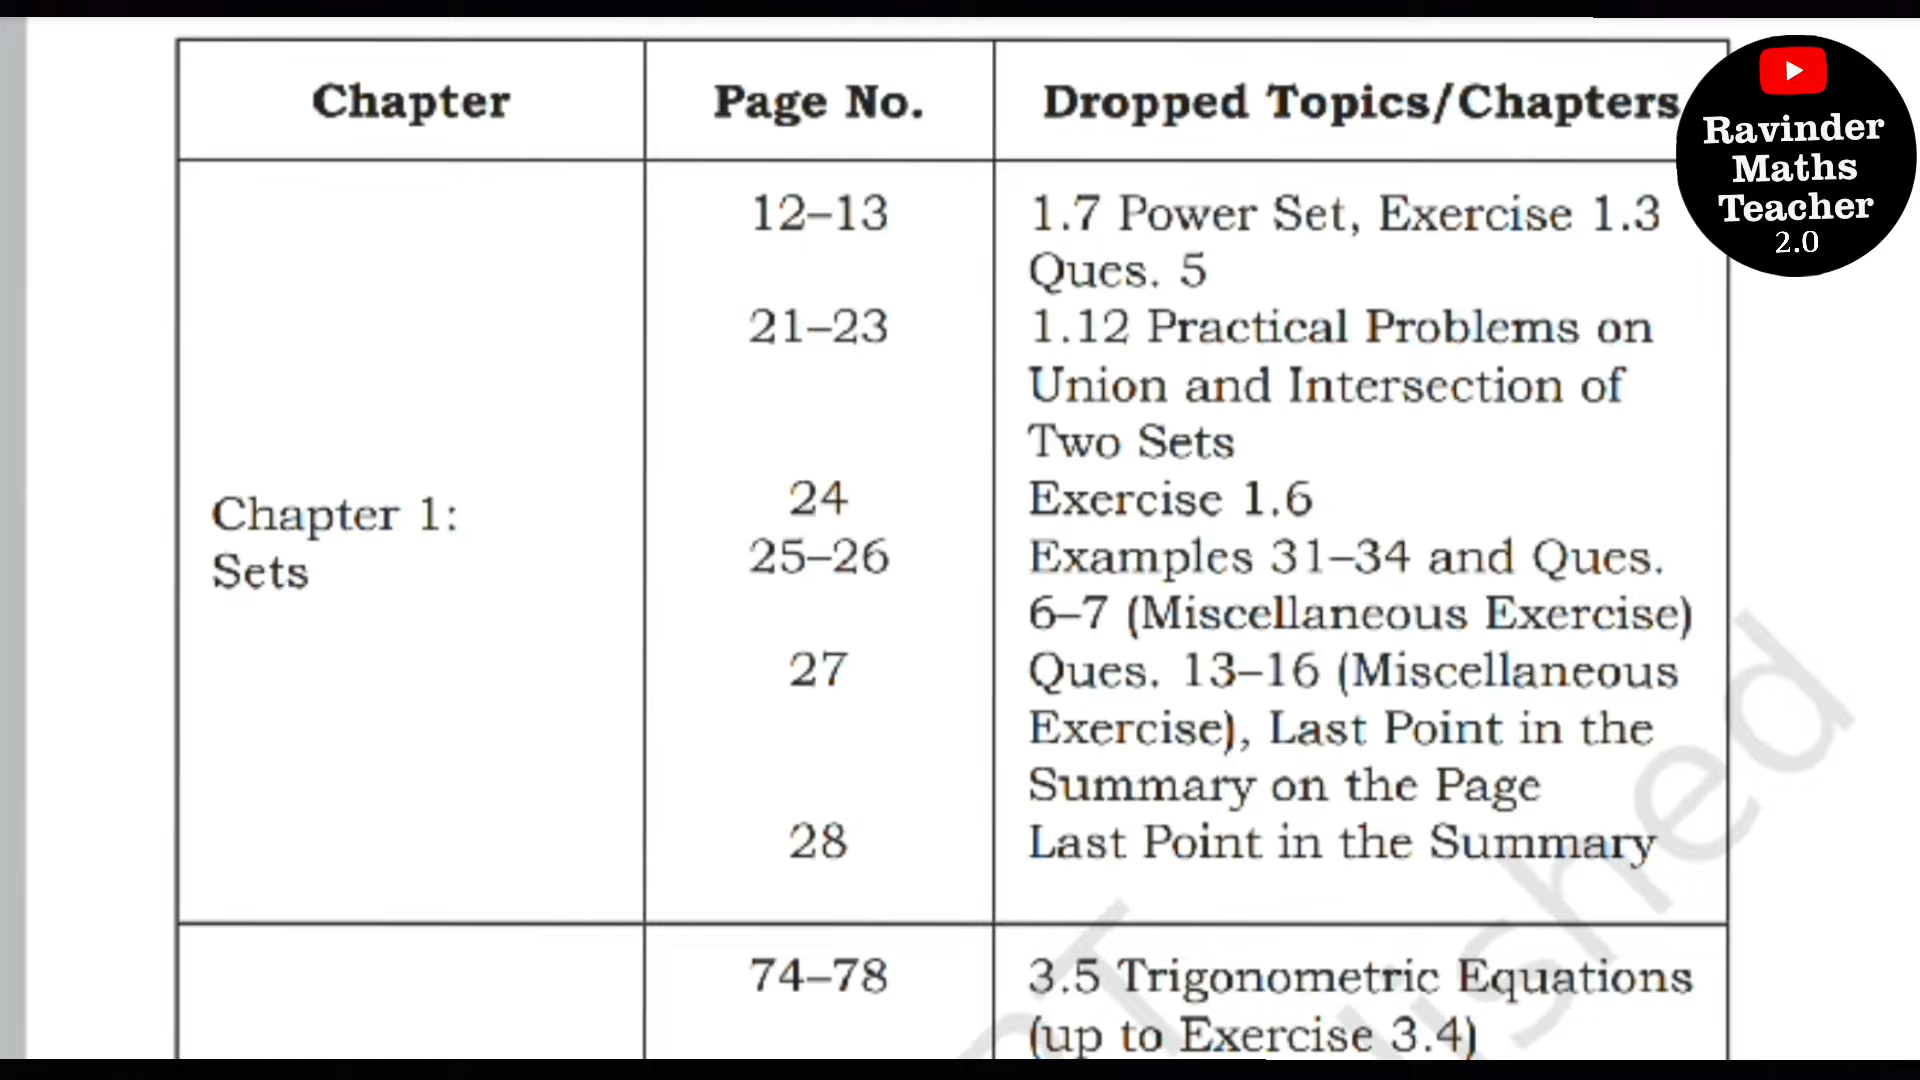 Chapter
Page No.
Dropped Topics/Chapters
Ravinder
Maths
Teacher
2.0
Chapter 1:
Sets
12–13
1.7 Power Set, Exercise 1.3
Ques. 5
21–23
1.12 Practical Problems on
Union and Intersection of
Two Sets
24
Exercise 1.6
25–26
Examples 31–34 and Ques.
6–7 (Miscellaneous Exercise)
27
Ques. 13–16 (Miscellaneous
Exercise), Last Point in the
Summary on the Page
28
Last Point in the Summary
74–78
3.5 Trigonometric Equations
(up to Exercise 3.4)